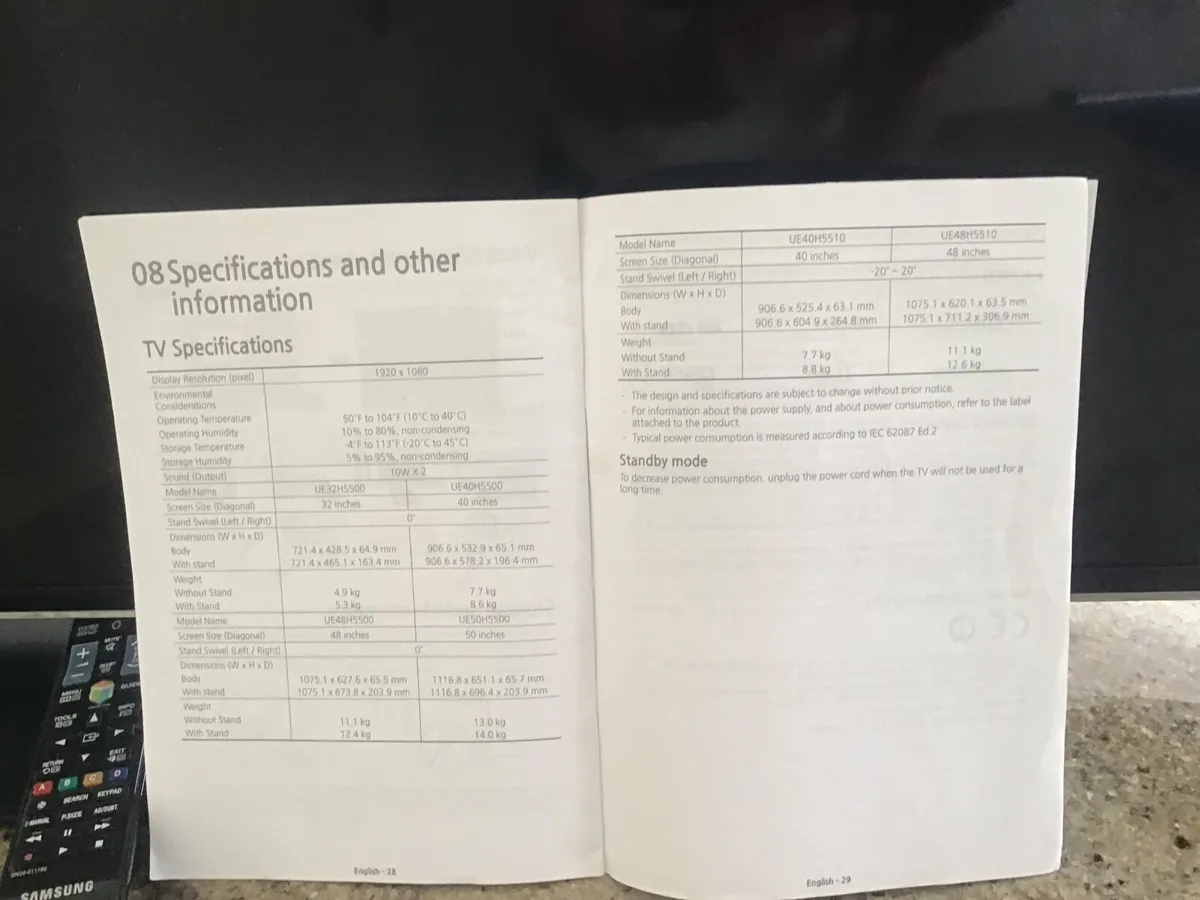 08 Specifications and other
information
TV Specifications
Display Resolution (pixel) 1920 x 1080
Environmental
Considerations
Operating Temperature 50°F to 104°F (10°C to 40°C)
Operating Humidity 10% to 80%, non-condensing
Storage Temperature -4°F to 113°F (-20°C to 45°C)
Storage Humidity 5% to 95%, non-condensing
Sound (Output) 10W X 2
Model Name UE32H5500 UE40H5500
Screen Size (Diagonal) 32 inches 40 inches
Stand Swivel (Left / Right) 0°
Dimensions (W x H x D)
Body 721.4 x 428.5 x 64.9 mm 906.6 x 532.9 x 65.1 mm
With stand 721.4 x 465.1 x 163.4 mm 906.6 x 578.2 x 196.4 mm
Weight
Without Stand 4.9 kg 7.7 kg
With Stand 5.3 kg 8.6 kg
Model Name UE48H5500 UE50H5500
Screen Size (Diagonal) 48 inches 50 inches
Stand Swivel (Left / Right) 0°
Dimensions (W x H x D)
Body 1075.1 x 627.6 x 65.5 mm 1116.8 x 651.1 x 65.7 mm
With stand 1075.1 x 673.8 x 203.9 mm 1116.8 x 696.4 x 203.9 mm
Weight
Without Stand 11.1 kg 13.0 kg
With Stand 12.4 kg 14.0 kg
English - 28
Model Name UE40H5510 UE48H5510
Screen Size (Diagonal) 40 inches 48 inches
Stand Swivel (Left / Right) -20° ~ 20°
Dimensions (W x H x D)
Body 906.6 x 525.4 x 63.1 mm 1075.1 x 620.1 x 63.5 mm
With stand 906.6 x 604.9 x 264.8 mm 1075.1 x 711.2 x 306.9 mm
Weight
Without Stand 7.7 kg 11.1 kg
With Stand 8.8 kg 12.6 kg
- The design and specifications are subject to change without prior notice.
- For information about the power supply, and about power consumption, refer to the label
attached to the product.
- Typical power consumption is measured according to IEC 62087 Ed.2
Standby mode
To decrease power consumption, unplug the power cord when the TV will not be used for a
long time.
English - 29
MUTE
+
-
MENU
GUIDE
TOOLS
INFO
RETURN
EXIT
A B C D
SEARCH KEYPAD
E-MANUAL P.SIZE AD/SUBT.
SAMSUNG